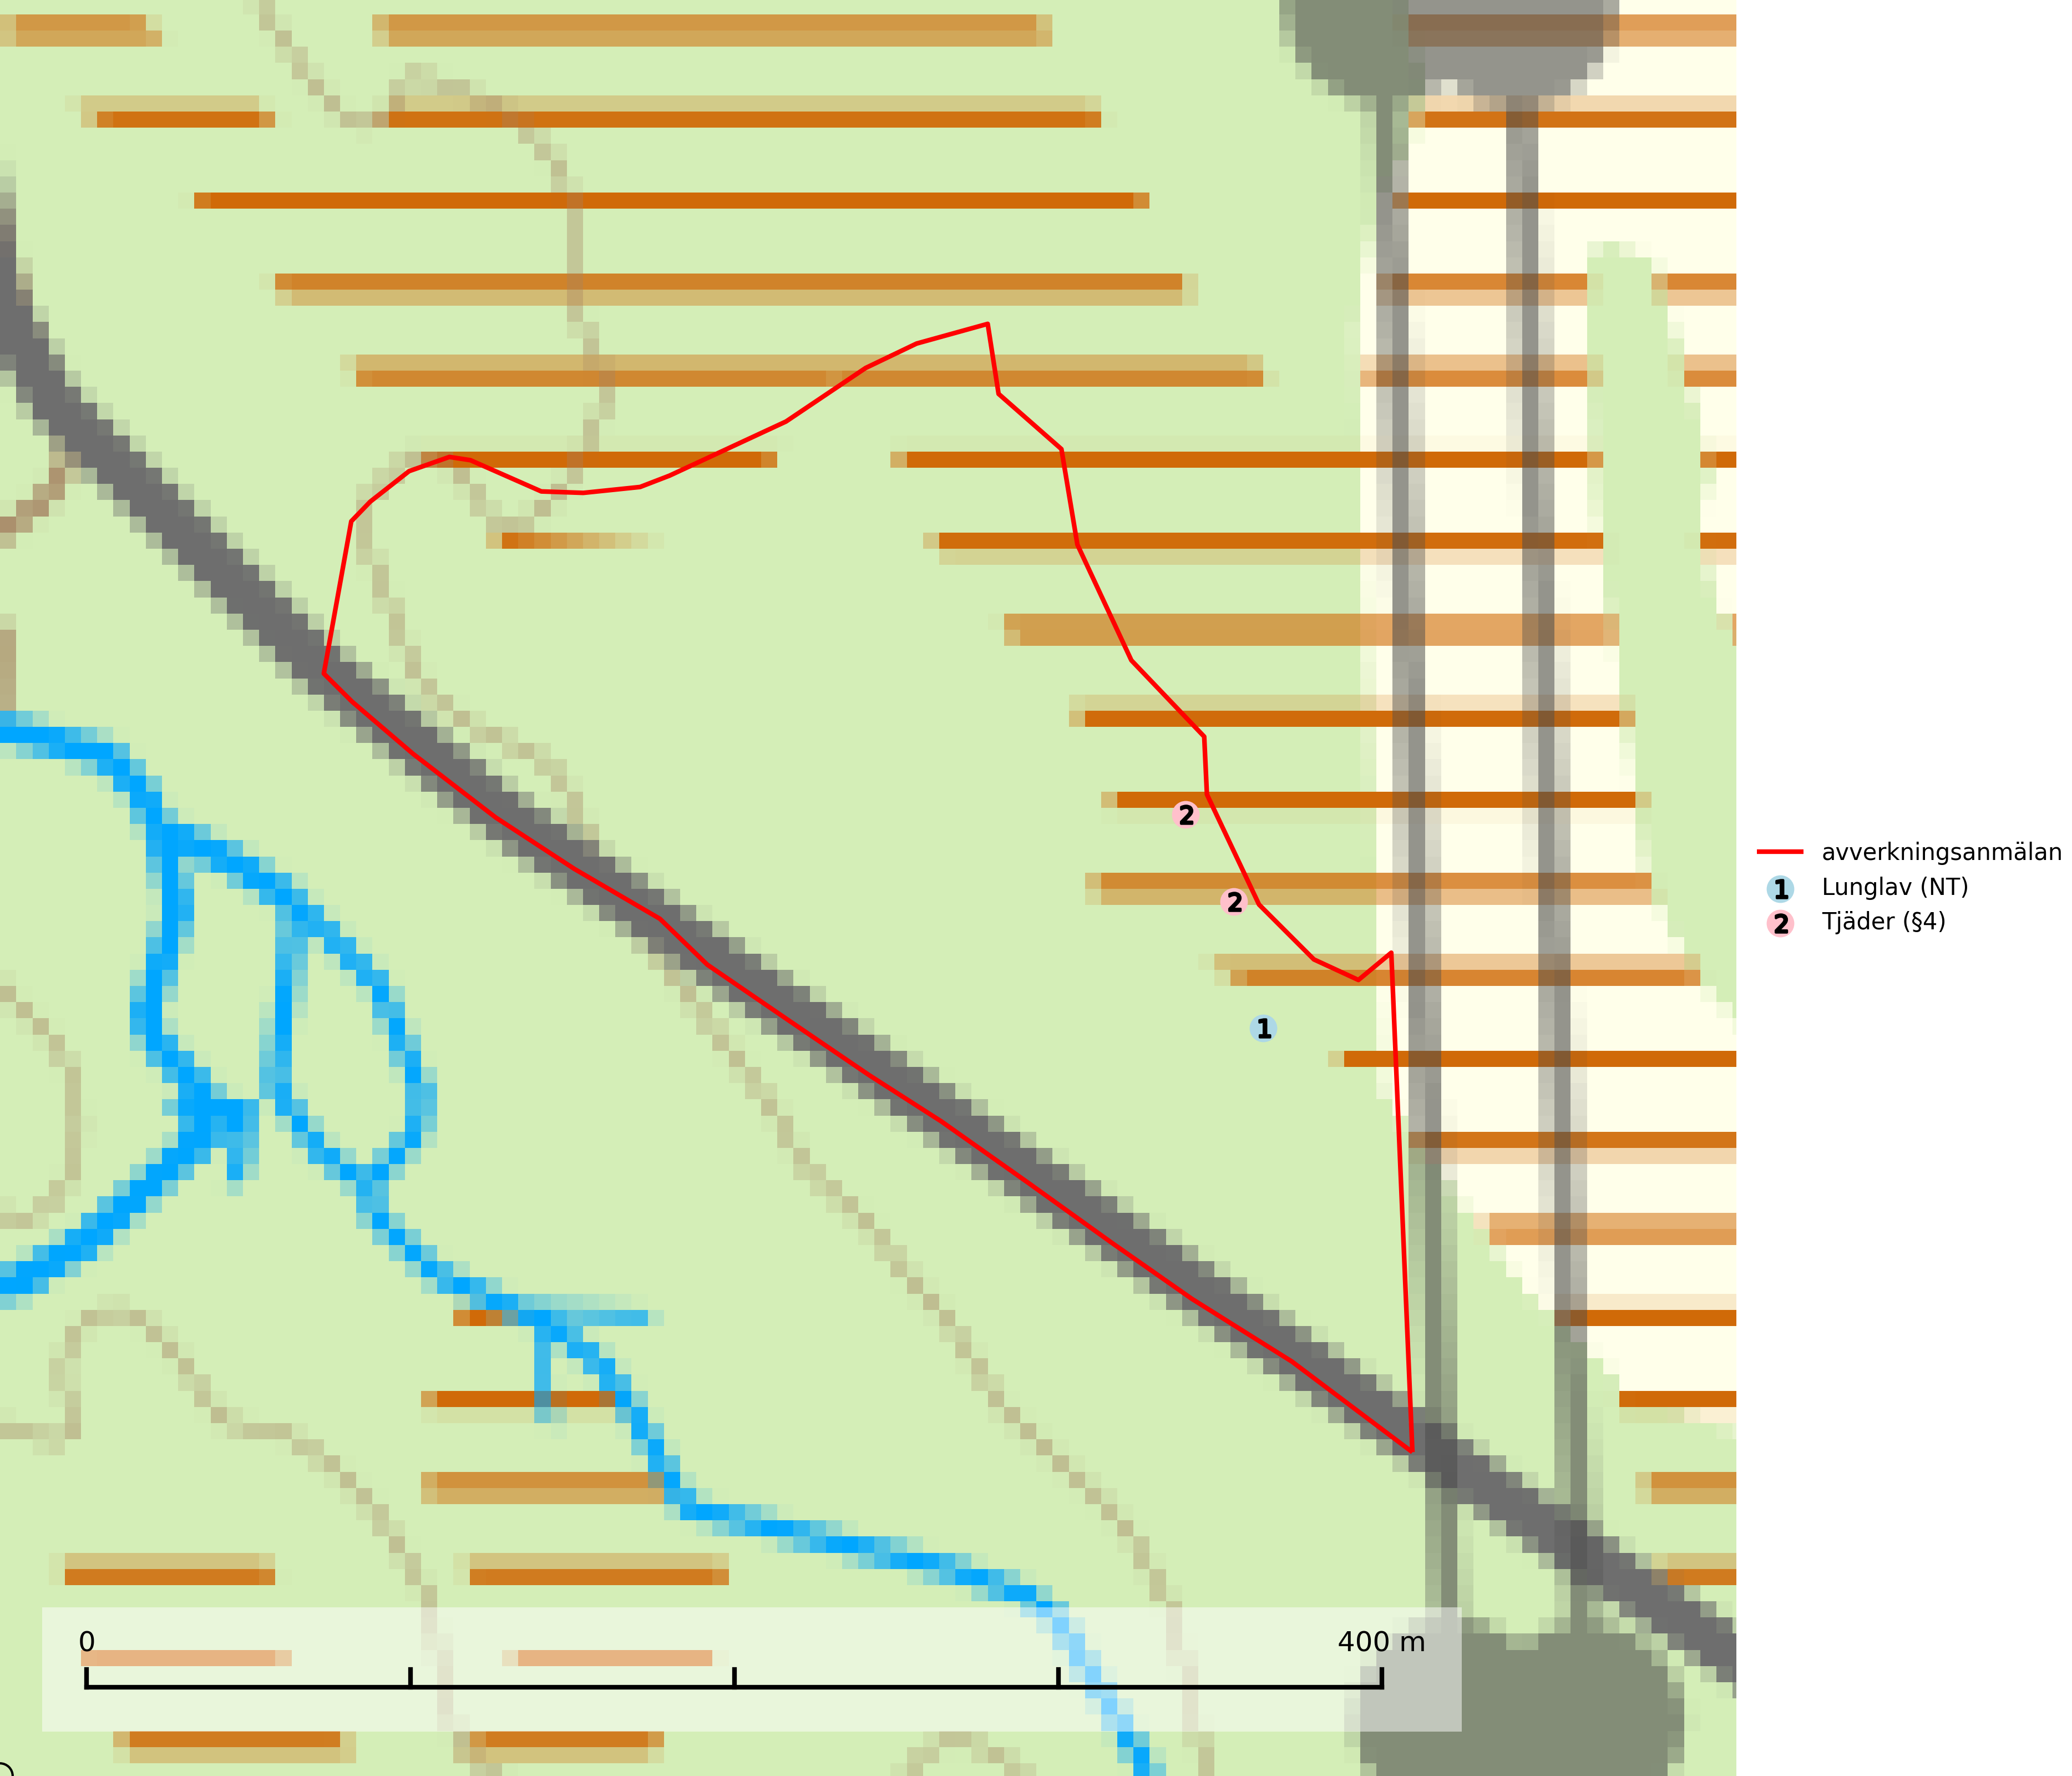 2
2
1
avverkningsanmälan
1 Lunglav (NT)
2 Tjäder (§4)
0 400 m